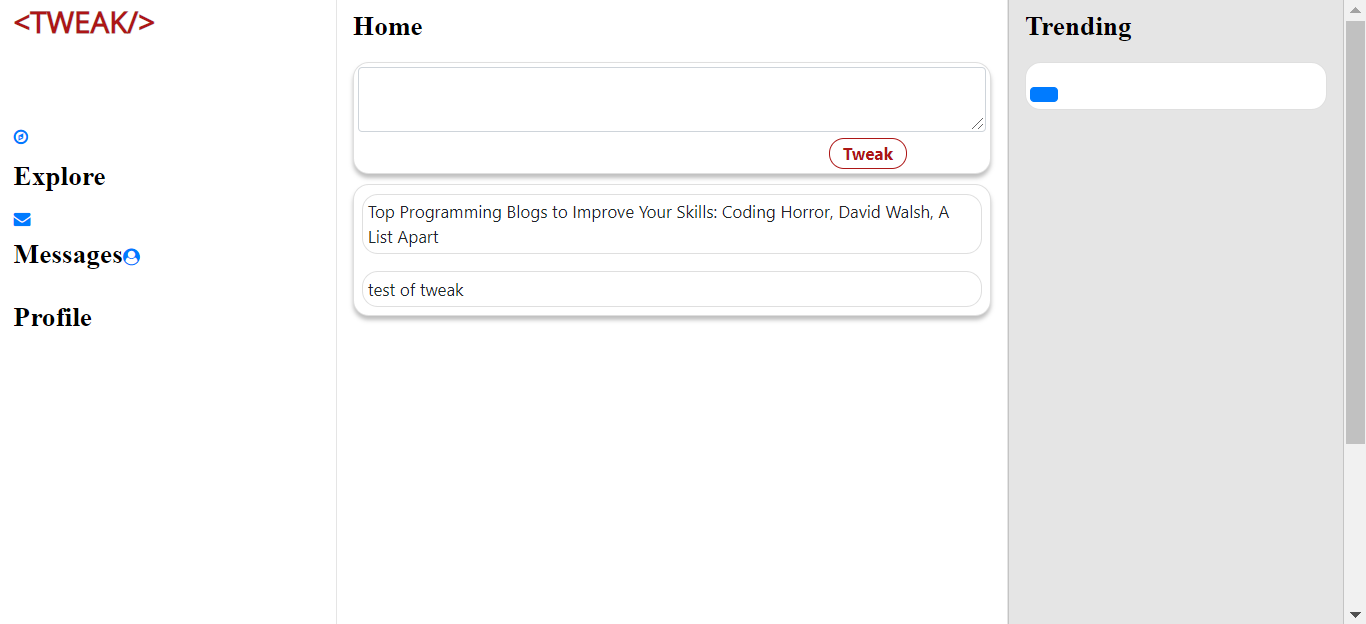 <TWEAK/>
Explore
Messages
Profile
Home
Tweak
Top Programming Blogs to Improve Your Skills: Coding Horror, David Walsh, A
List Apart
test of tweak
Trending